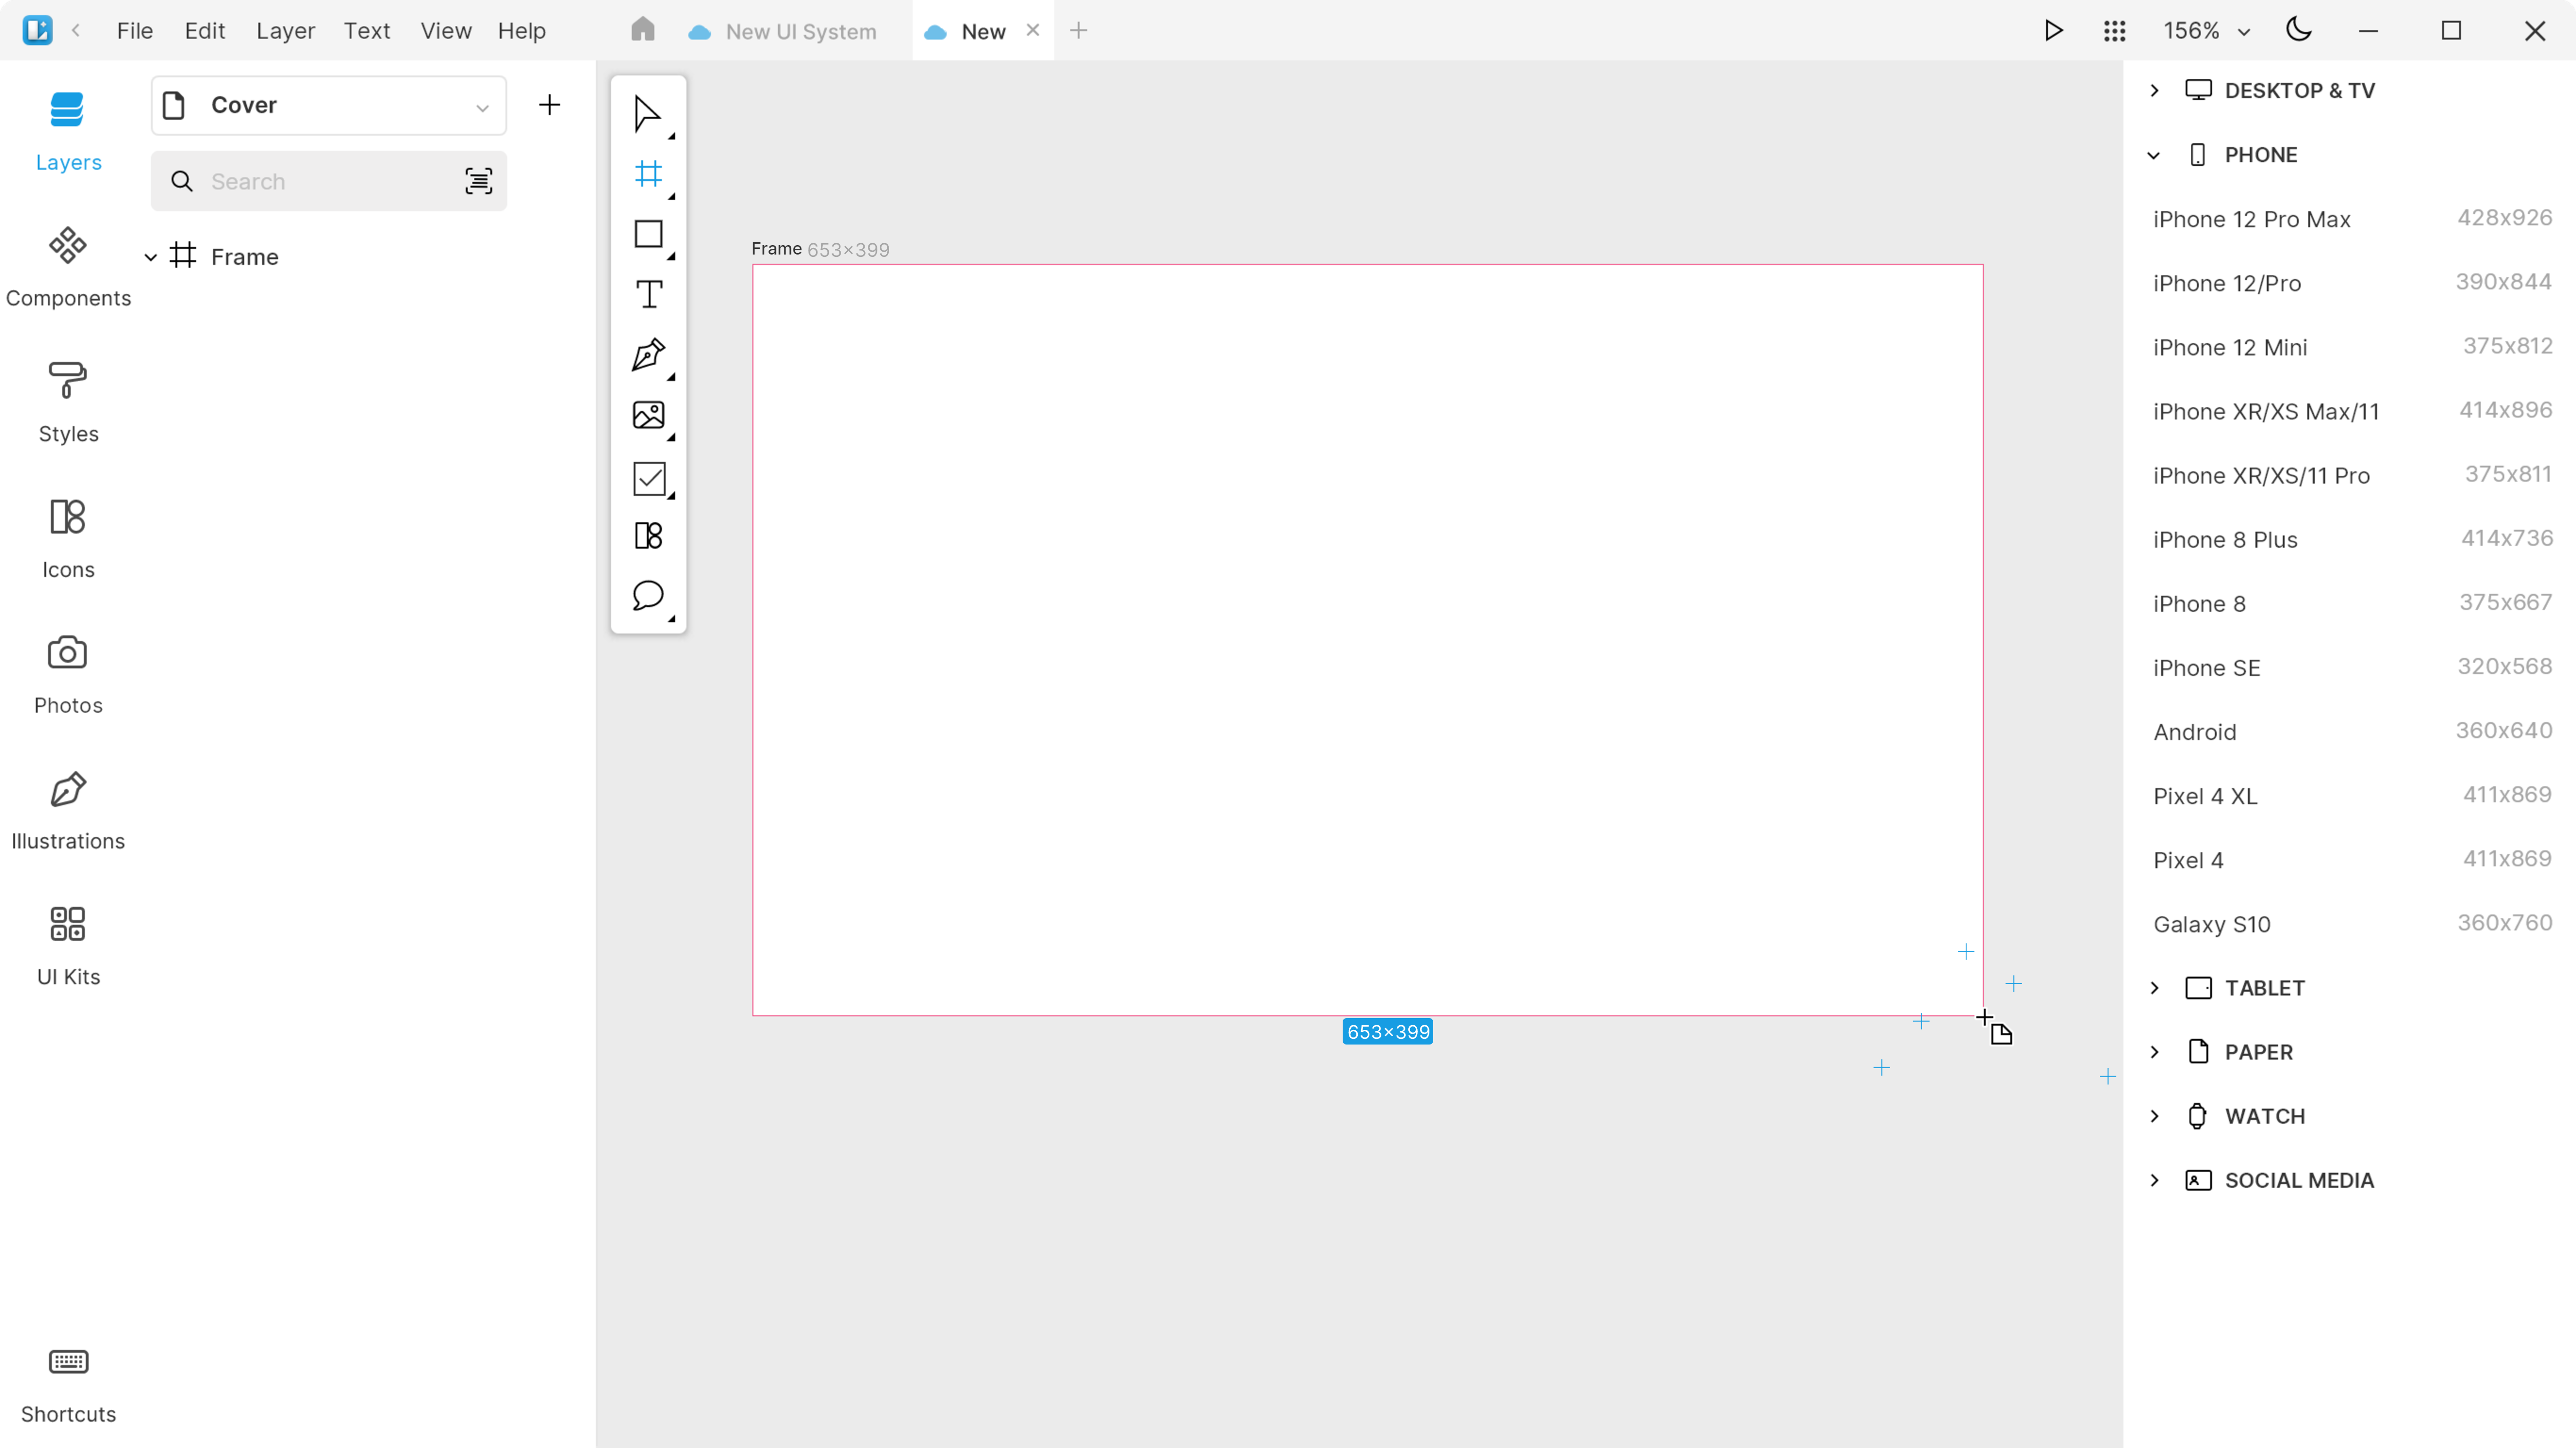 File Edit Layer Text View Help New UI System New 156%
Layers
Components
Styles
Icons
Photos
Illustrations
UI Kits
Shortcuts
Cover
Search
Frame
Frame 653×399
653×399
DESKTOP & TV
PHONE
iPhone 12 Pro Max 428x926
iPhone 12/Pro 390x844
iPhone 12 Mini 375x812
iPhone XR/XS Max/11 414x896
iPhone XR/XS/11 Pro 375x811
iPhone 8 Plus 414x736
iPhone 8 375x667
iPhone SE 320x568
Android 360x640
Pixel 4 XL 411x869
Pixel 4 411x869
Galaxy S10 360x760
TABLET
PAPER
WATCH
SOCIAL MEDIA